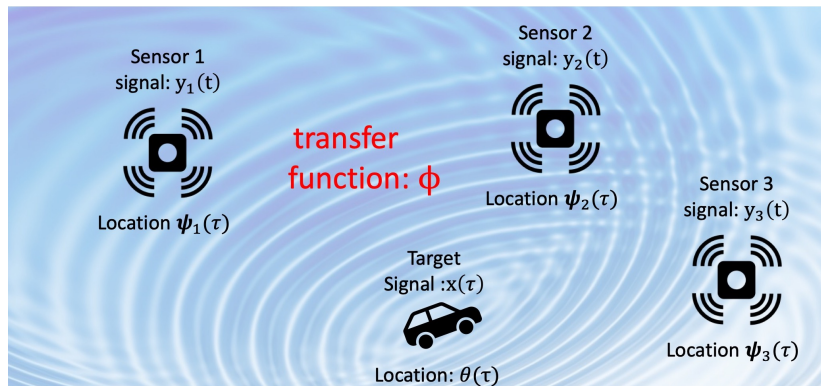 Sensor 1
signal: y₁(t)
Location 𝝍₁(τ)
transfer
function: ϕ
Sensor 2
signal: y₂(t)
Location 𝝍₂(τ)
Sensor 3
signal: y₃(t)
Location 𝝍₃(τ)
Target
Signal :x(τ)
Location: θ(τ)